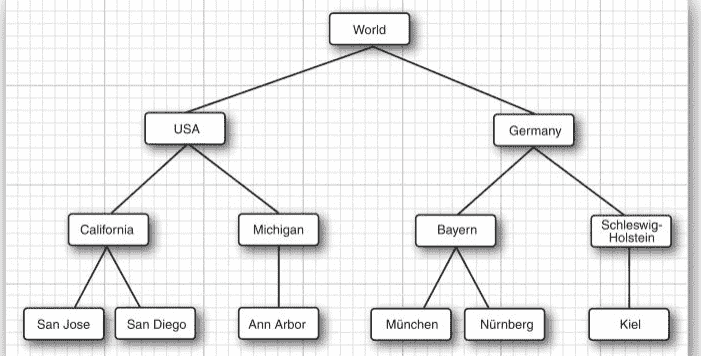 World
USA
Germany
California
Michigan
Bayern
Schleswig-
Holstein
San Jose
San Diego
Ann Arbor
München
Nürnberg
Kiel